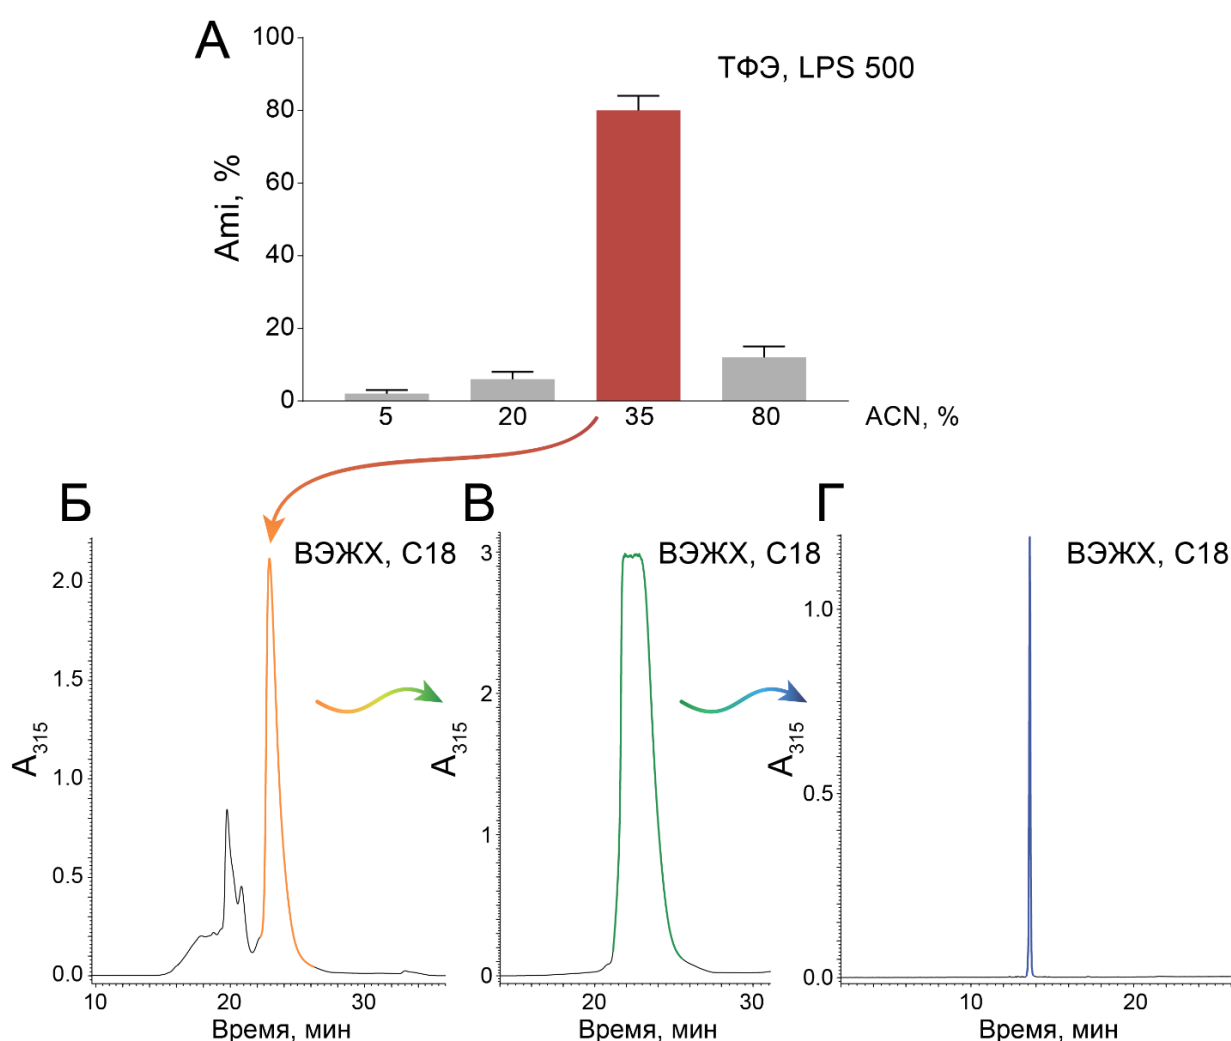 А
ТФЭ, LPS 500
Ami, %
100
80
60
40
20
0
5 20 35 80 ACN, %
Б
ВЭЖХ, С18
A315
2.0
1.5
1.0
0.5
0.0
10 20 30
Время, мин
В
ВЭЖХ, С18
A315
3
2
1
0
20 30
Время, мин
Г
ВЭЖХ, С18
A315
1.0
0.5
0.0
10 20
Время, мин